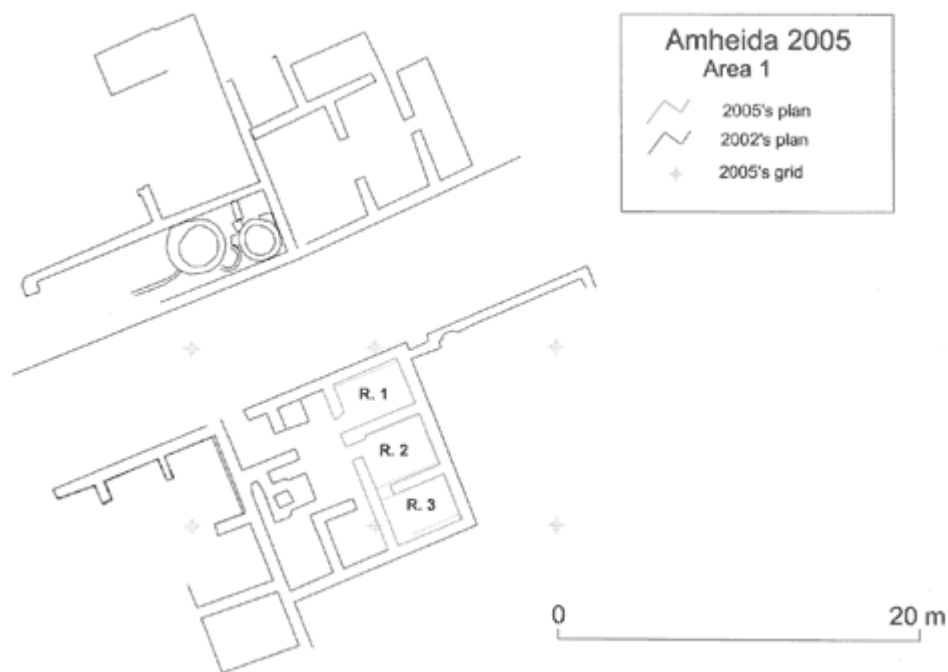 Amheida 2005
Area 1
2005's plan
2002's plan
2005's grid
R. 1
R. 2
R. 3
0 20 m